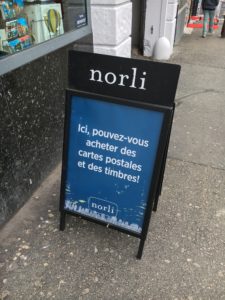 norli
Ici, pouvez-vous
acheter des
cartes postales
et des timbres!
norli